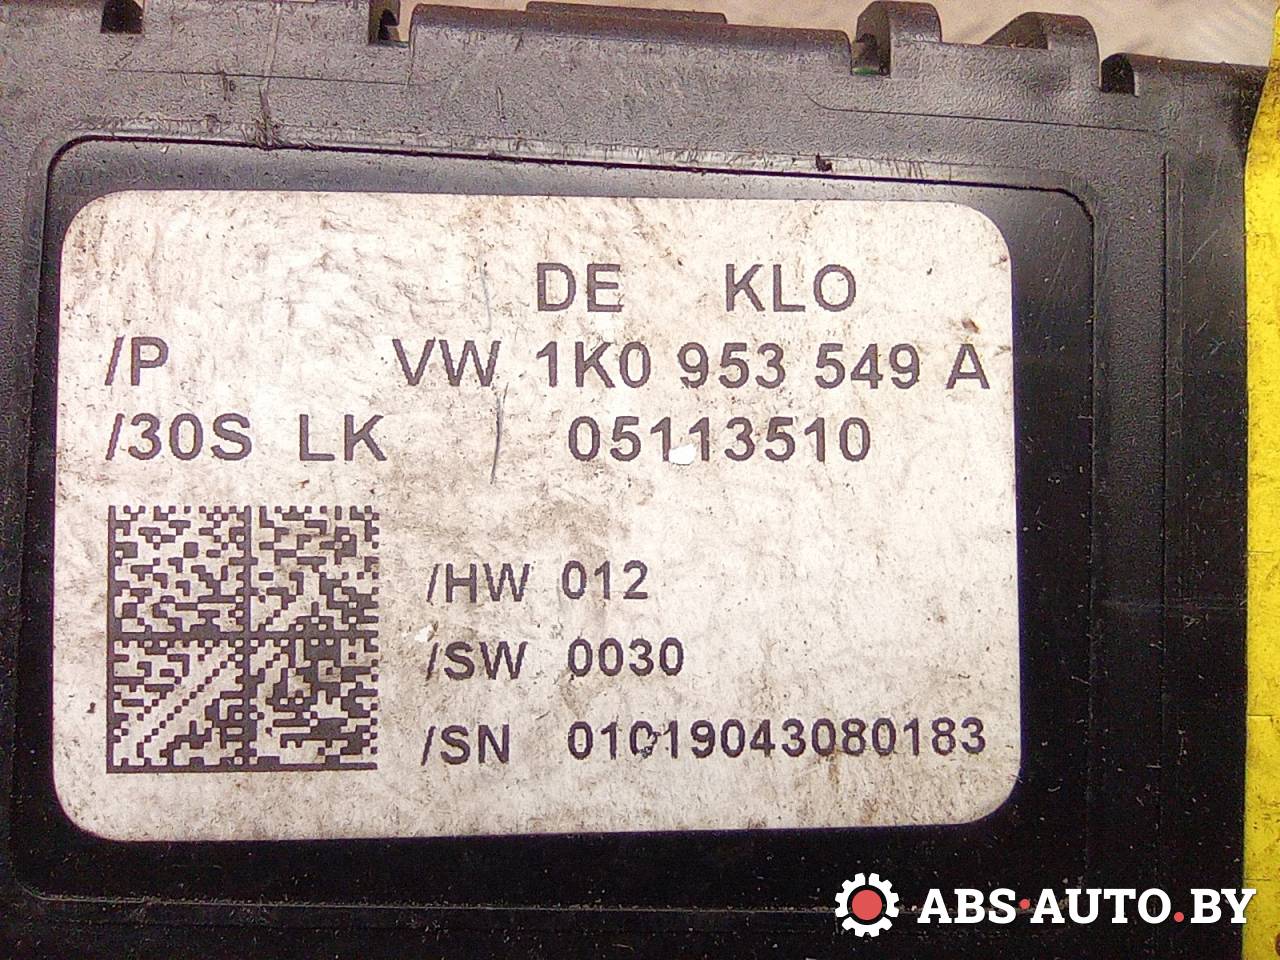 DE KLO
/P VW 1K0 953 549 A
/30S LK 05113510
/HW 012
/SW 0030
/SN 01019043080183
ABS·AUTO.BY